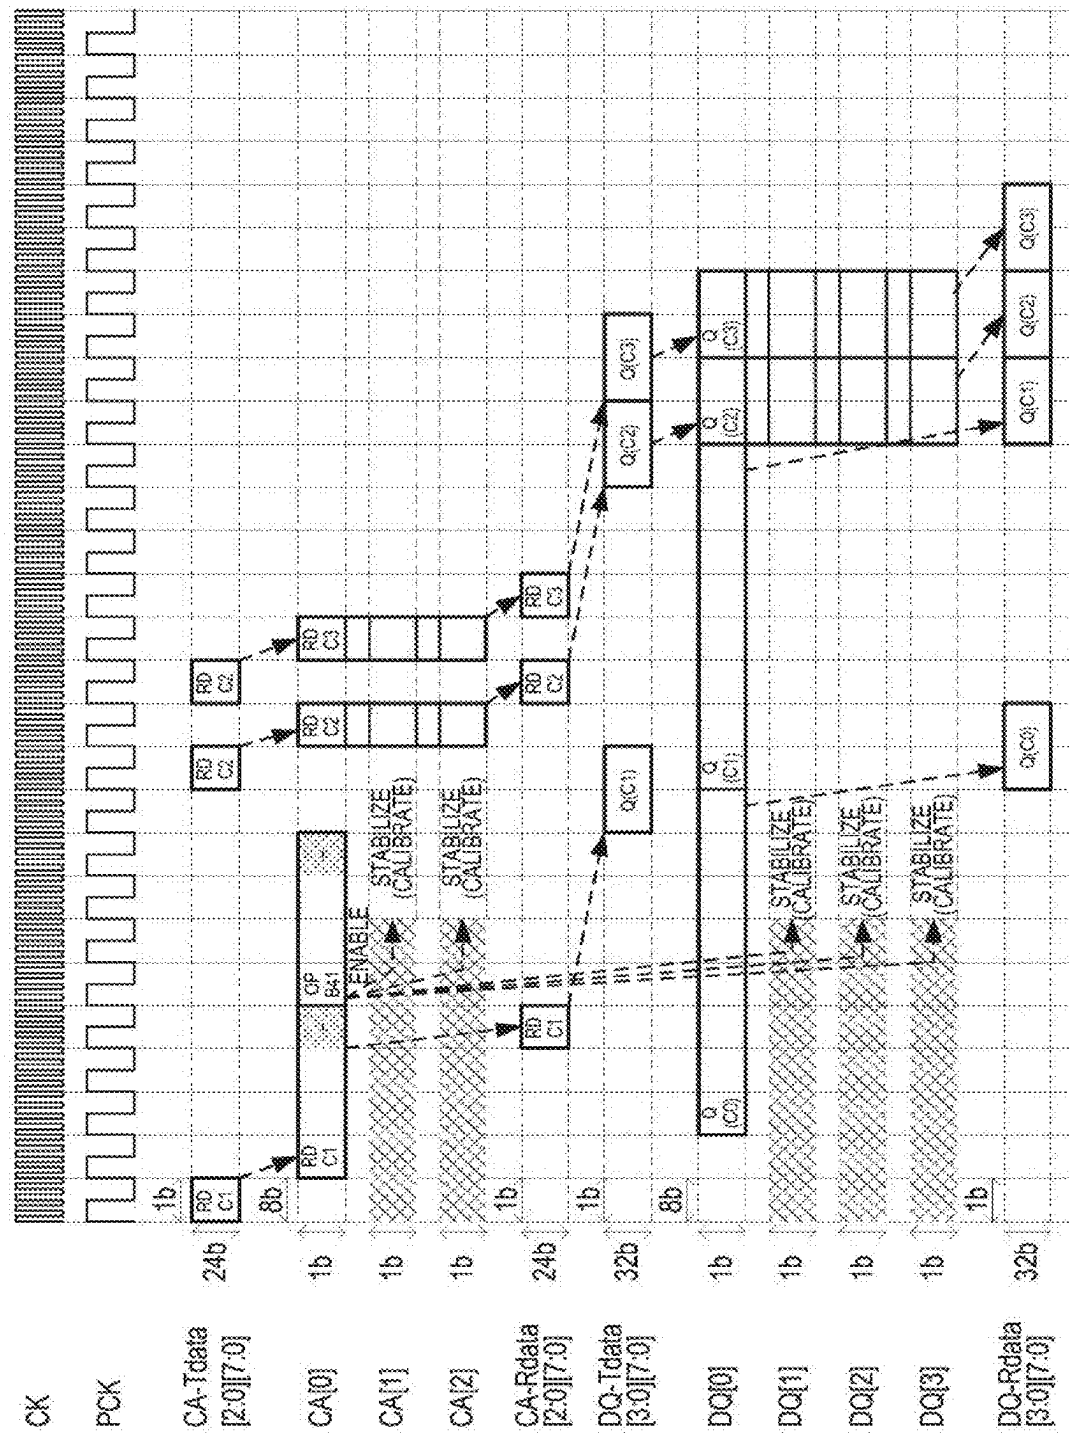 CK
PCK
CA-Tdata
[2:0][7:0]
24b
1b
RD
C1
RD
C2
RD
C2
CA[0]
1b
8b
RD
C1
OP
B41
ENABLE
RD
C2
RD
C3
CA[1]
1b
STABILIZE
(CALIBRATE)
CA[2]
1b
STABILIZE
(CALIBRATE)
CA-Rdata
[2:0][7:0]
24b
1b
RD
C1
RD
C2
RD
C3
DQ-Tdata
[3:0][7:0]
32b
1b
Q(C1)
Q(C2)
Q(C3)
DQ[0]
1b
8b
Q
(C0)
Q
(C1)
Q
(C2)
Q
(C3)
DQ[1]
1b
STABILIZE
(CALIBRATE)
DQ[2]
1b
STABILIZE
(CALIBRATE)
DQ[3]
1b
STABILIZE
(CALIBRATE)
DQ-Rdata
[3:0][7:0]
32b
1b
Q(C0)
Q(C1)
Q(C2)
Q(C3)